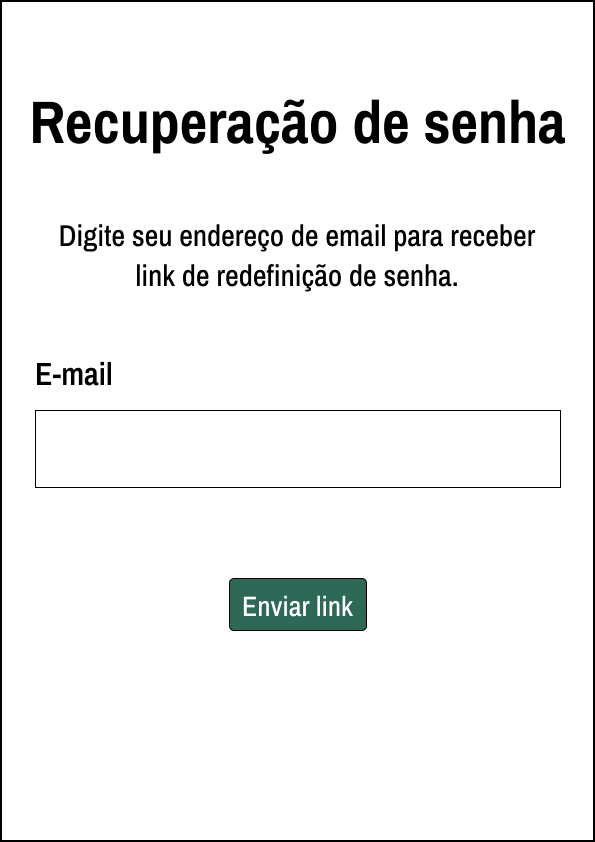 Recuperação de senha
Digite seu endereço de email para receber
link de redefinição de senha.
E-mail
Enviar link